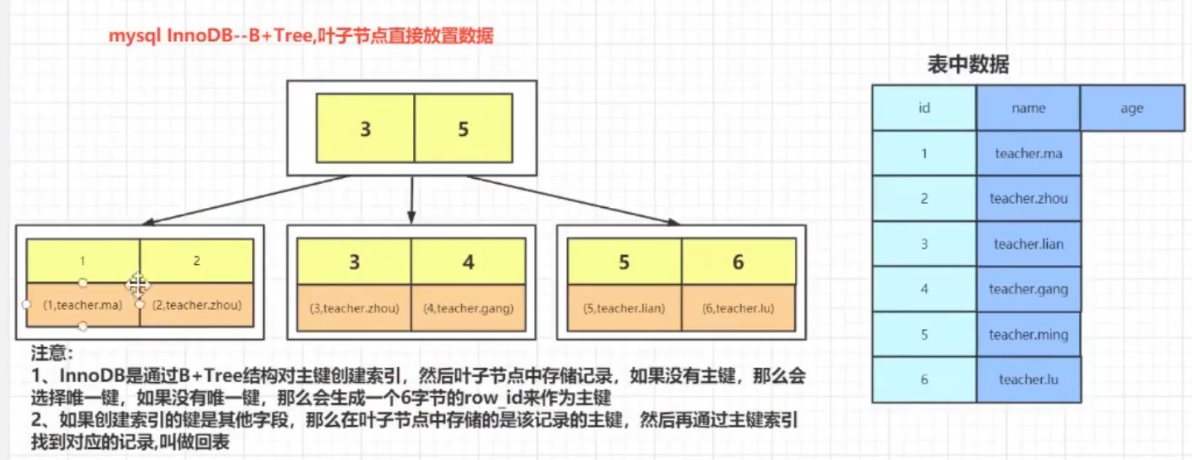 mysql InnoDB--B+Tree,叶子节点直接放置数据
表中数据
3 5
id name age
1 teacher.ma
2 teacher.zhou
3 teacher.lian
4 teacher.gang
5 teacher.ming
6 teacher.lu
1 2
(1,teacher.ma) (2,teacher.zhou)
3 4
(3,teacher.zhou) (4,teacher.gang)
5 6
(5,teacher.lian) (6,teacher.lu)
注意：
1、InnoDB是通过B+Tree结构对主键创建索引，然后叶子节点中存储记录，如果没有主键，那么会
选择唯一键，如果没有唯一键，那么会生成一个6字节的row_id来作为主键
2、如果创建索引的键是其他字段，那么在叶子节点中存储的是该记录的主键，然后再通过主键索引
找到对应的记录,叫做回表